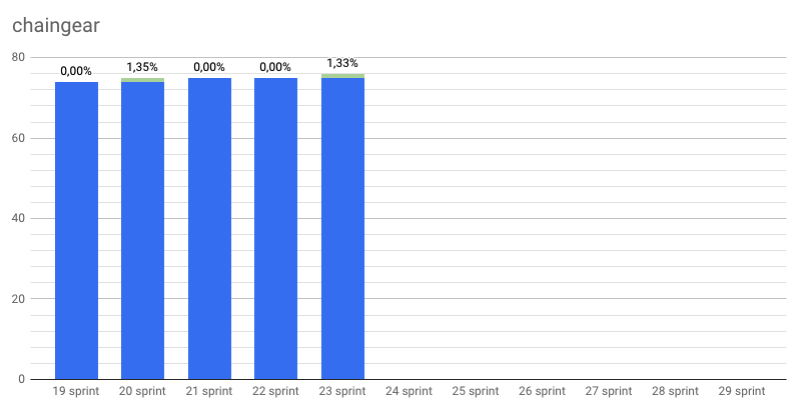 chaingear
80
0,00%
1,35%
0,00%
0,00%
1,33%
60
40
20
0
19 sprint
20 sprint
21 sprint
22 sprint
23 sprint
24 sprint
25 sprint
26 sprint
27 sprint
28 sprint
29 sprint